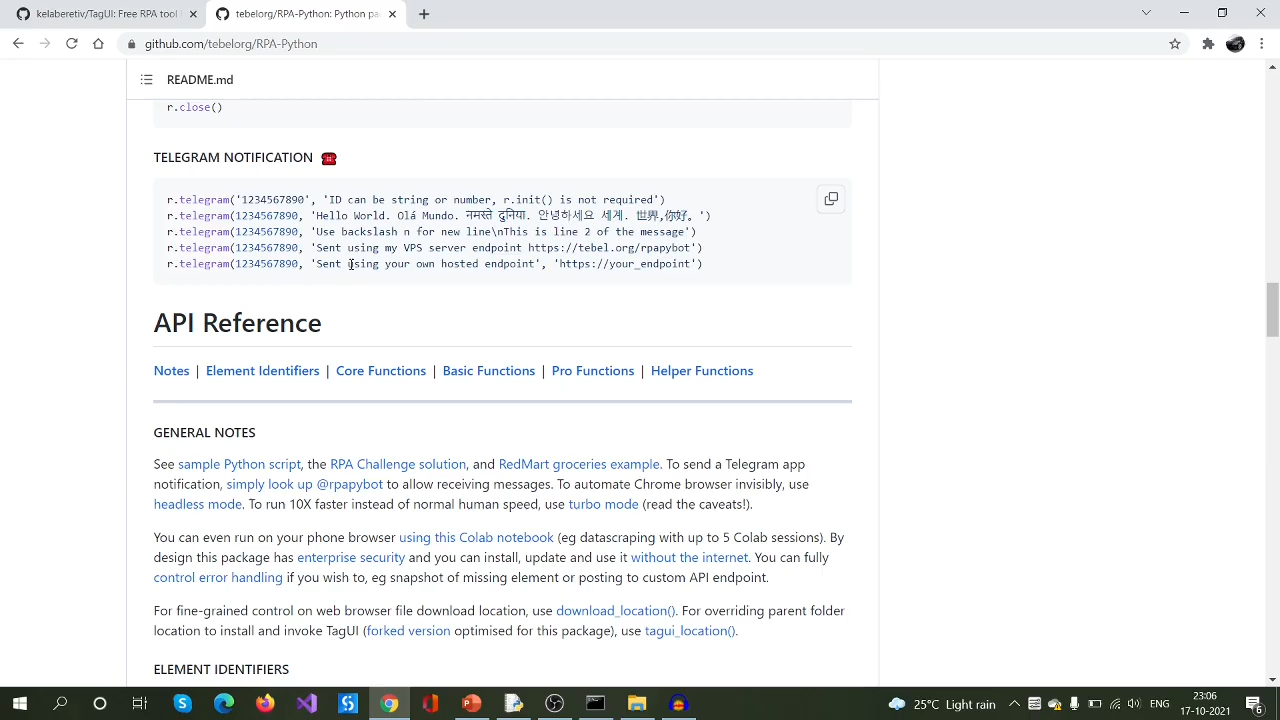 kelaberetiv/TagUI: Free RPA tool
tebelorg/RPA-Python: Python pa
github.com/tebelorg/RPA-Python
README.md
r.close()
TELEGRAM NOTIFICATION
r.telegram('1234567890', 'ID can be string or number, r.init() is not required')
r.telegram(1234567890, 'Hello World. Olá Mundo. नमस्ते दुनिया. 안녕하세요 세계. 世界,你好。')
r.telegram(1234567890, 'Use backslash n for new line\nThis is line 2 of the message')
r.telegram(1234567890, 'Sent using my VPS server endpoint https://tebel.org/rpapybot')
r.telegram(1234567890, 'Sent using your own hosted endpoint', 'https://your_endpoint')
API Reference
Notes | Element Identifiers | Core Functions | Basic Functions | Pro Functions | Helper Functions
GENERAL NOTES
See sample Python script, the RPA Challenge solution, and RedMart groceries example. To send a Telegram app
notification, simply look up @rpapybot to allow receiving messages. To automate Chrome browser invisibly, use
headless mode. To run 10X faster instead of normal human speed, use turbo mode (read the caveats!).
You can even run on your phone browser using this Colab notebook (eg datascraping with up to 5 Colab sessions). By
design this package has enterprise security and you can install, update and use it without the internet. You can fully
control error handling if you wish to, eg snapshot of missing element or posting to custom API endpoint.
For fine-grained control on web browser file download location, use download_location(). For overriding parent folder
location to install and invoke TagUI (forked version optimised for this package), use tagui_location().
ELEMENT IDENTIFIERS
25°C Light rain
ENG
23:06
17-10-2021
6